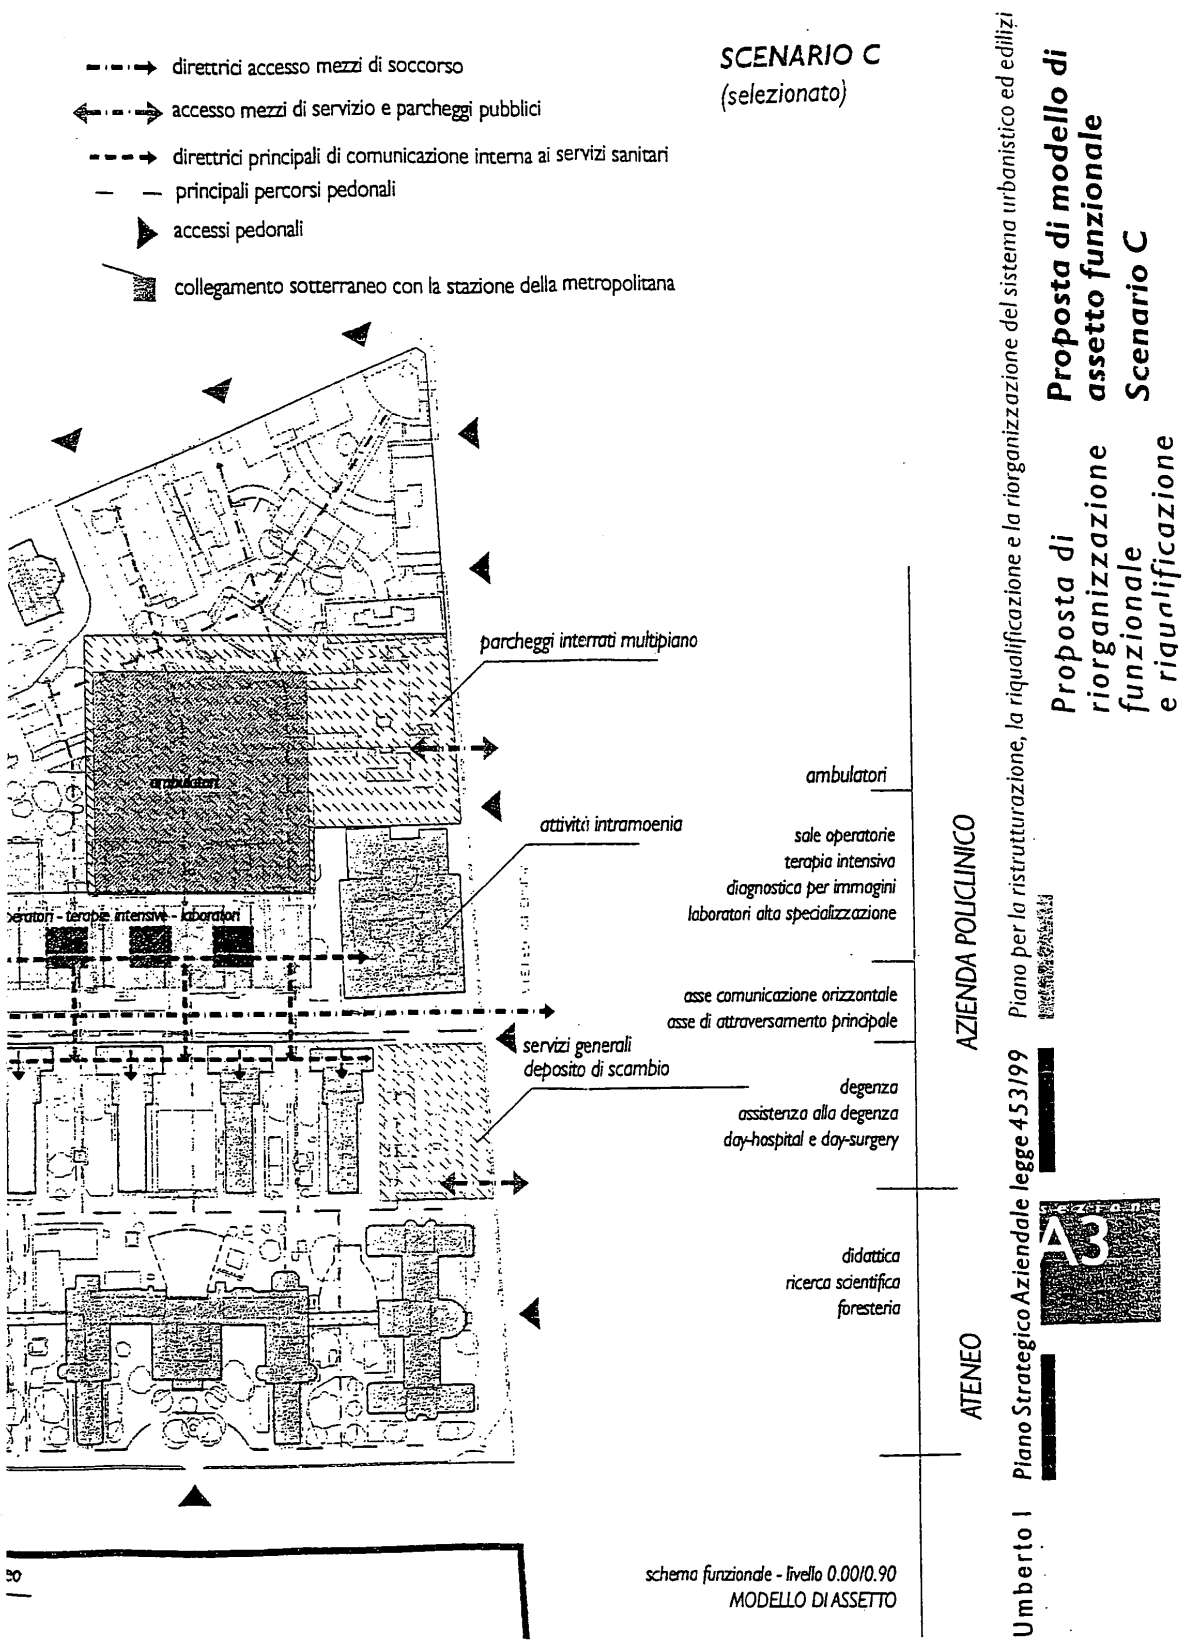 direttrici accesso mezzi di soccorso
accesso mezzi di servizio e parcheggi pubblici
direttrici principali di comunicazione interna ai servizi sanitari
principali percorsi pedonali
accessi pedonali
collegamento sotterraneo con la stazione della metropolitana
SCENARIO C
(selezionato)
parcheggi interrati multipiano
ambulatori
attività intramoenia
peratori - terapie intensive - laboratori
servizi generali
deposito di scambio
ambulatori
sale operatorie
terapia intensiva
diagnostica per immagini
laboratori alta specializzazione
asse comunicazione orizzontale
asse di attraversamento principale
degenza
assistenza alla degenza
day-hospital e day-surgery
didattica
ricerca scientifica
foresteria
AZIENDA POLICLINICO
ATENEO
schema funzionale - livello 0.00/0.90
MODELLO DI ASSETTO
eo
Umberto I
Piano Strategico Aziendale legge 453/99
Piano per la ristrutturazione, la riqualificazione e la riorganizzazione del sistema urbanistico ed edilizi
sezione
A3
Proposta di
riorganizzazione
funzionale
e riqualificazione
Proposta di modello di
assetto funzionale
Scenario C